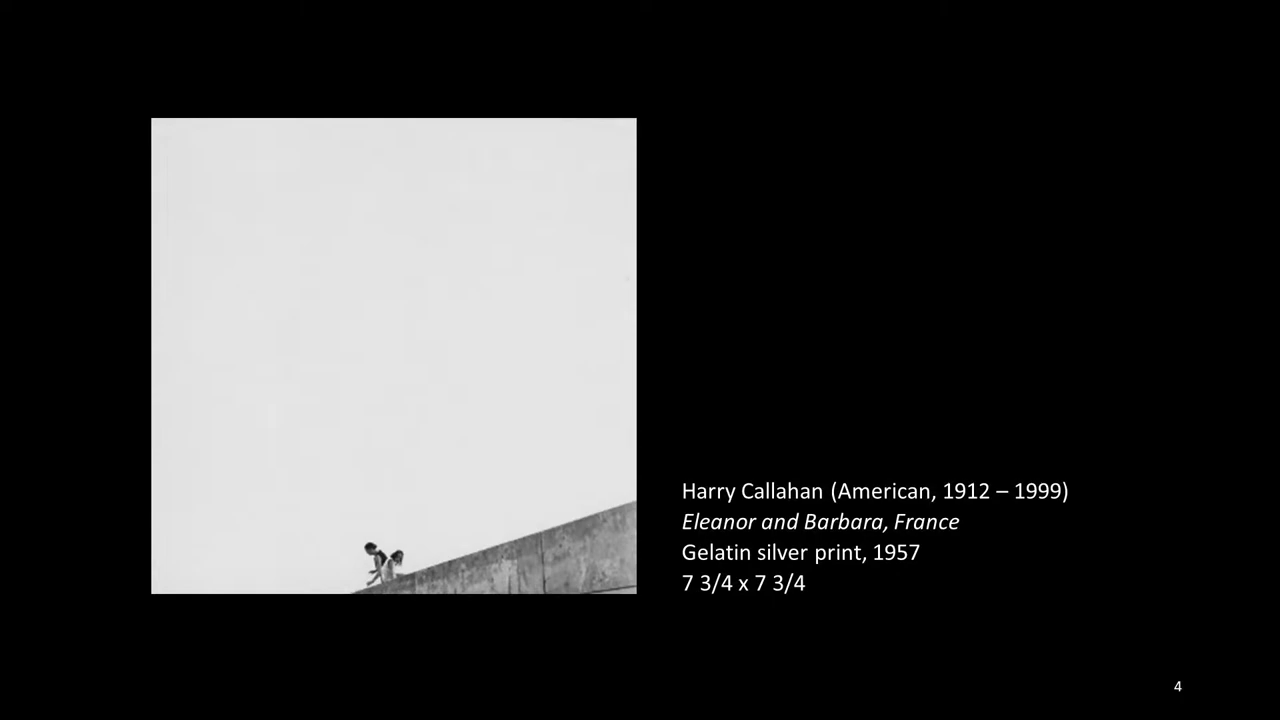 Harry Callahan (American, 1912 – 1999)
Eleanor and Barbara, France
Gelatin silver print, 1957
7 3/4 x 7 3/4
4